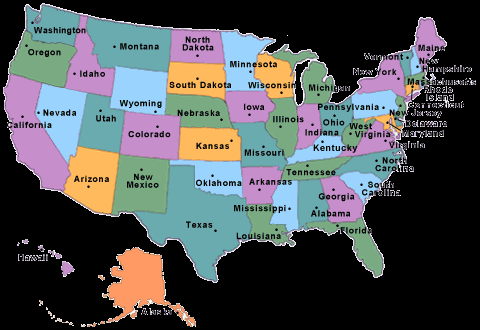 Washington
Oregon
Idaho
Montana
North
Dakota
South Dakota
Minnesota
Wisconsin
Michigan
Vermont
Maine
New
Hampshire
New York
Massachusetts
Rhode
Island
Connecticut
New
Jersey
Delaware
Maryland
Pennsylvania
Ohio
Indiana
Illinois
Iowa
Nebraska
Wyoming
Nevada
Utah
California
Colorado
Kansas
Missouri
Kentucky
West
Virginia
Virginia
North
Carolina
South
Carolina
Tennessee
Arkansas
Oklahoma
New
Mexico
Arizona
Texas
Louisiana
Mississippi
Alabama
Georgia
Florida
Hawaii
Alaska